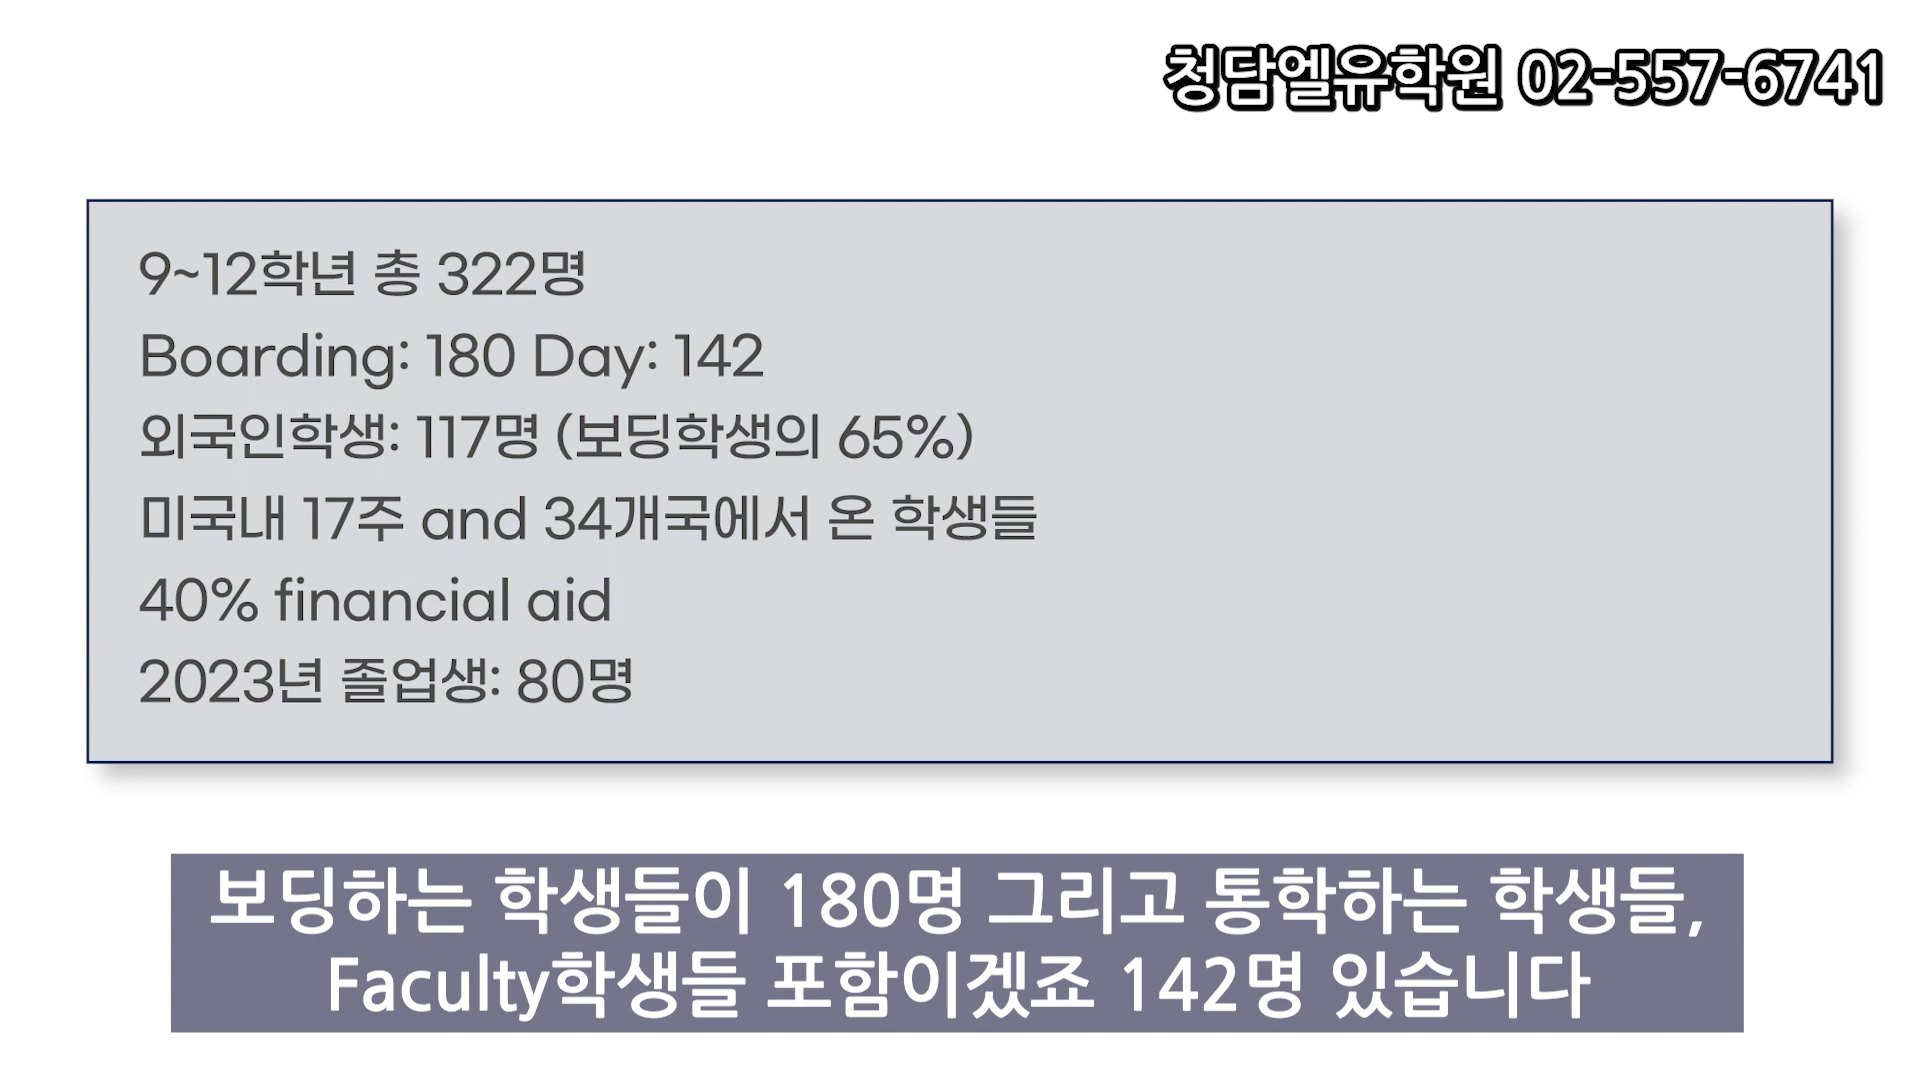 청담엘유학원 02-557-6741
9~12학년 총 322명
Boarding: 180 Day: 142
외국인학생: 117명 (보딩학생의 65%)
미국내 17주 and 34개국에서 온 학생들
40% financial aid
2023년 졸업생: 80명
보딩하는 학생들이 180명 그리고 통학하는 학생들,
Faculty학생들 포함이겠죠 142명 있습니다